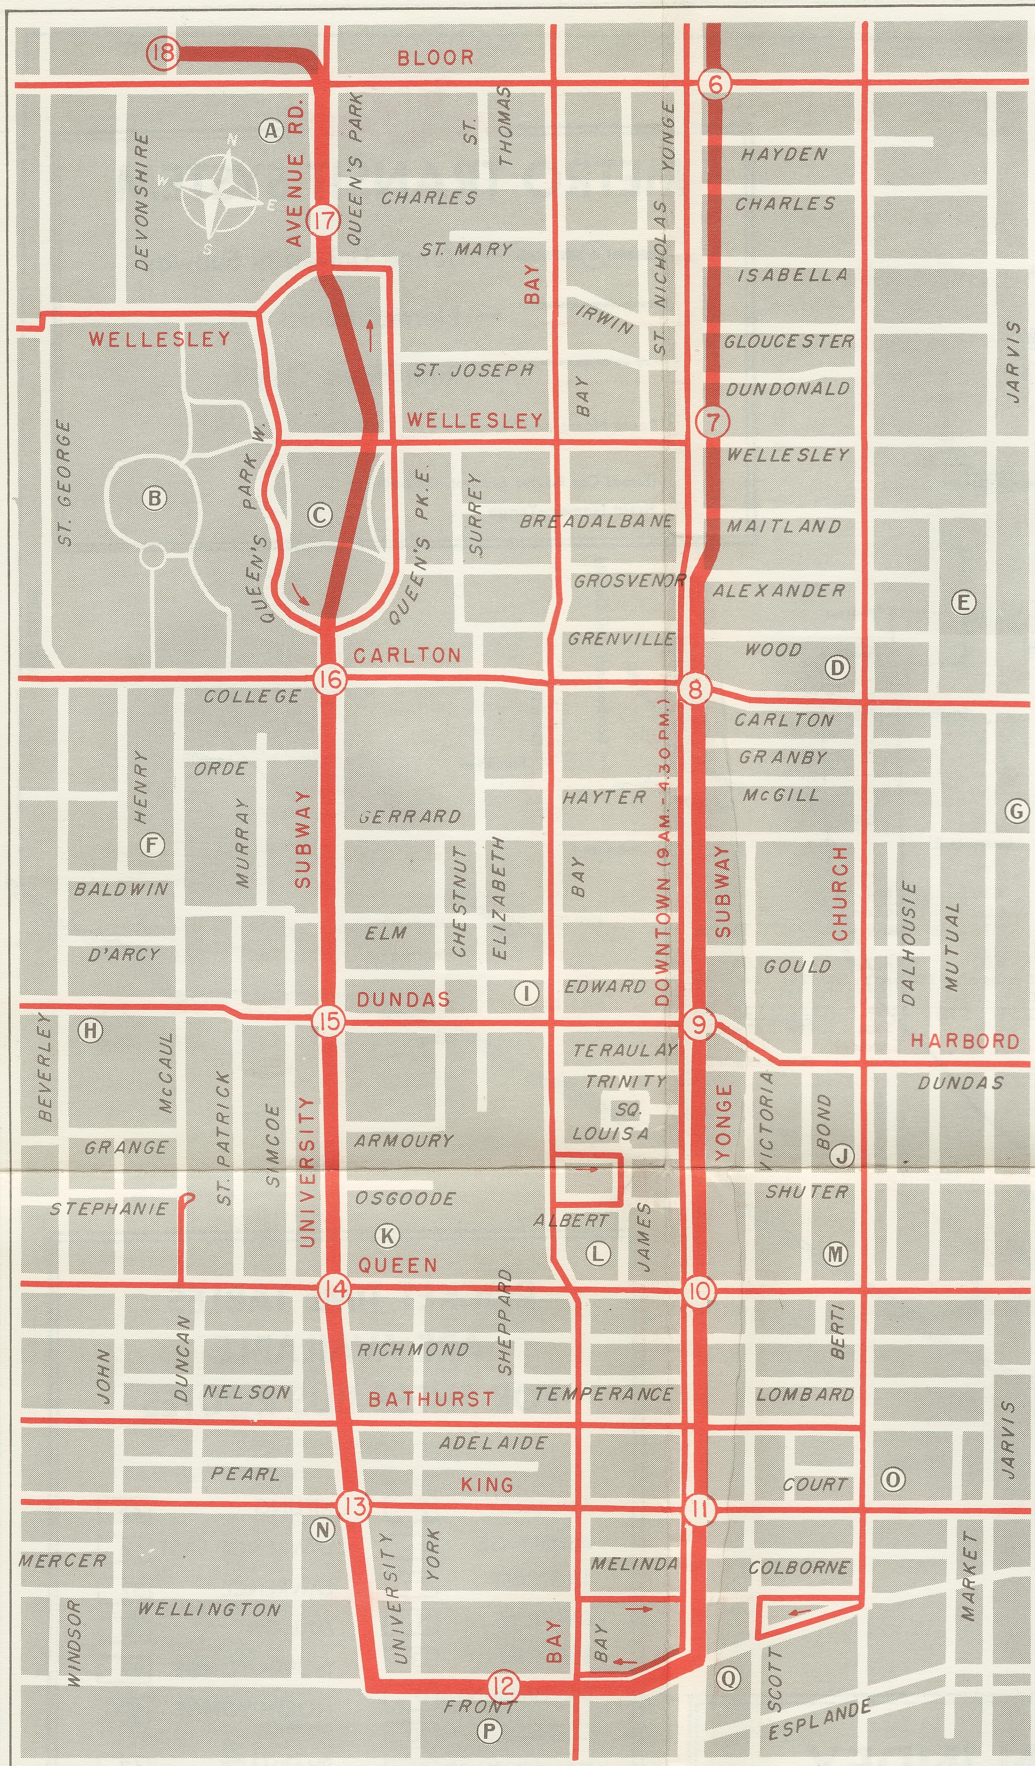 18
BLOOR
6
DEVONSHIRE
A
AVENUE RD.
QUEEN'S PARK
ST. THOMAS
YONGE
N
W
E
S
HAYDEN
CHARLES
CHARLES
17
ST. MARY
ST. NICHOLAS
ISABELLA
BAY
IRWIN
WELLESLEY
GLOUCESTER
JARVIS
ST. JOSEPH
BAY
DUNDONALD
WELLESLEY
7
ST. GEORGE
QUEEN'S PARK W.
WELLESLEY
B
C
QUEEN'S PK.E.
SURREY
BREADALBANE
MAITLAND
GROSVENOR
ALEXANDER
E
GRENVILLE
WOOD
D
CARLTON
16
COLLEGE
8
CARLTON
DOWNTOWN (9 AM.- 4.30 PM.)
GRANBY
ORDE
HENRY
HAYTER
McGILL
GERRARD
MURRAY
SUBWAY
G
F
CHESTNUT
ELIZABETH
BAY
SUBWAY
CHURCH
BALDWIN
ELM
DALHOUSIE
MUTUAL
D'ARCY
GOULD
I
EDWARD
DUNDAS
15
9
H
BEVERLEY
McCAUL
HARBORD
TERAULAY
DUNDAS
TRINITY
SQ.
ST. PATRICK
SIMCOE
UNIVERSITY
YONGE
VICTORIA
BOND
LOUISA
GRANGE
ARMOURY
J
OSGOODE
SHUTER
STEPHANIE
ALBERT
JAMES
K
L
M
QUEEN
14
10
SHEPPARD
DUNCAN
RICHMOND
BERTI
JOHN
NELSON
BATHURST
TEMPERANCE
LOMBARD
ADELAIDE
JARVIS
PEARL
KING
COURT
O
13
11
N
UNIVERSITY
YORK
MERCER
MELINDA
COLBORNE
MARKET
WINDSOR
WELLINGTON
BAY
BAY
SCOTT
Q
12
FRONT
P
ESPLANDE